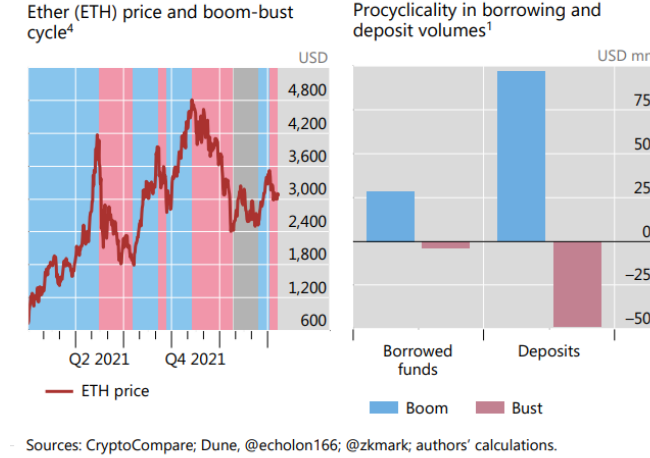 Ether (ETH) price and boom-bust
cycle4
USD
4,800
4,200
3,600
3,000
2,400
1,800
1,200
600
Q2 2021 Q4 2021
ETH price
Procyclicality in borrowing and
deposit volumes1
USD mn
75
50
25
0
−25
−50
Borrowed
funds
Deposits
Boom Bust
Sources: CryptoCompare; Dune, @echolon166; @zkmark; authors’ calculations.